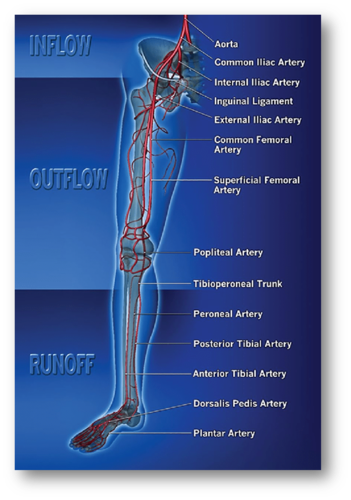 INFLOW
Aorta
Common Iliac Artery
Internal Iliac Artery
Inguinal Ligament
External Iliac Artery
Common Femoral
Artery
OUTFLOW
Superficial Femoral
Artery
Popliteal Artery
Tibioperoneal Trunk
Peroneal Artery
Posterior Tibial Artery
RUNOFF
Anterior Tibial Artery
Dorsalis Pedis Artery
Plantar Artery